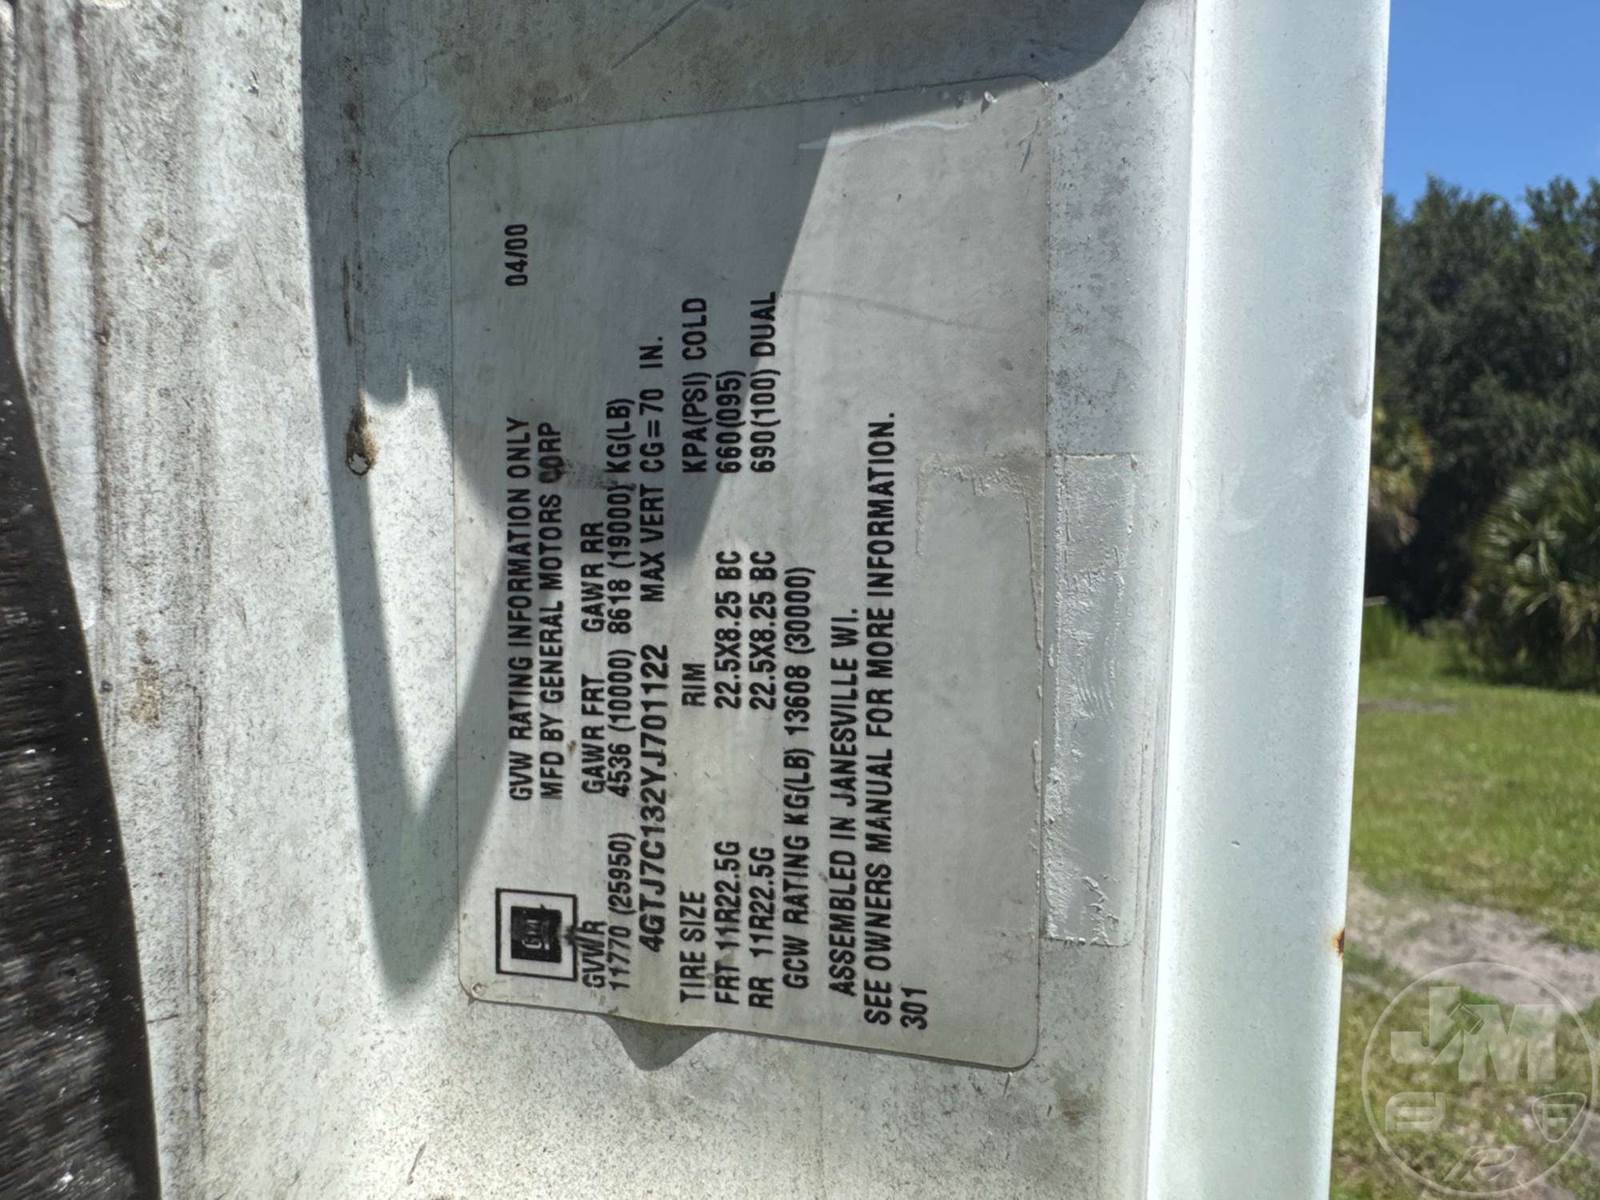 GVW RATING INFORMATION ONLY 04/00
MFD BY GENERAL MOTORS CORP
GM
GVWR GAWR FRT GAWR RR
11770 (25950) 4536 (10000) 8618 (19000) KG(LB)
4GTJ7C132YJ701122 MAX VERT CG=70 IN.
TIRE SIZE RIM KPA(PSI) COLD
FRT 11R22.5G 22.5X8.25 BC 660(095)
RR 11R22.5G 22.5X8.25 BC 690(100) DUAL
GCW RATING KG(LB) 13608 (30000)
ASSEMBLED IN JANESVILLE WI.
SEE OWNERS MANUAL FOR MORE INFORMATION.
301
JM